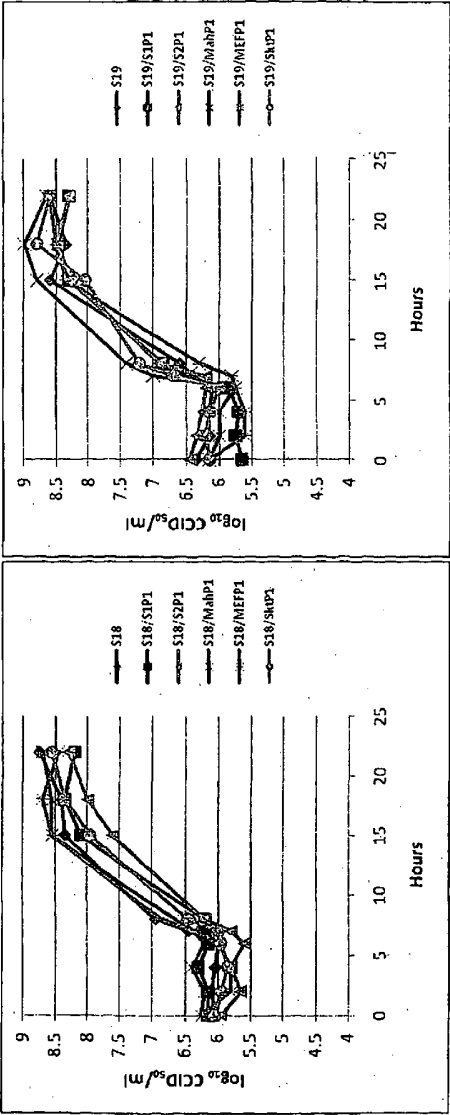 9
8.5
8
7.5
7
6.5
6
5.5
5
4.5
4
log₁₀ CCID₅₀/ml
0
5
10
15
20
25
Hours
S18
S18/S1P1
S18/S2P1
S18/MahP1
S18/MEFP1
S18/SktP1
9
8.5
8
7.5
7
6.5
6
5.5
5
4.5
4
log₁₀ CCID₅₀/ml
0
5
10
15
20
25
Hours
S19
S19/S1P1
S19/S2P1
S19/MahP1
S19/MEFP1
S19/SktP1